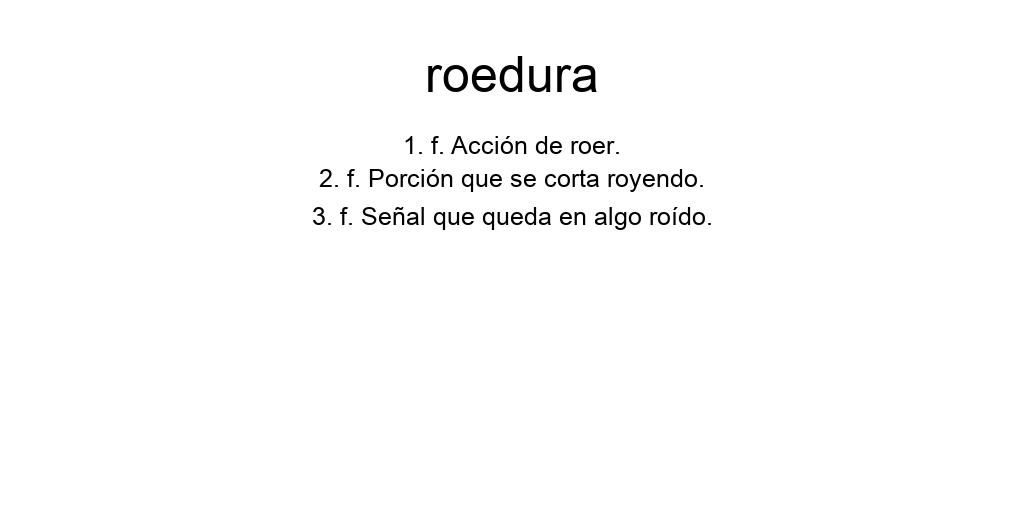 roedura
1. f. Acción de roer.
2. f. Porción que se corta royendo.
3. f. Señal que queda en algo roído.